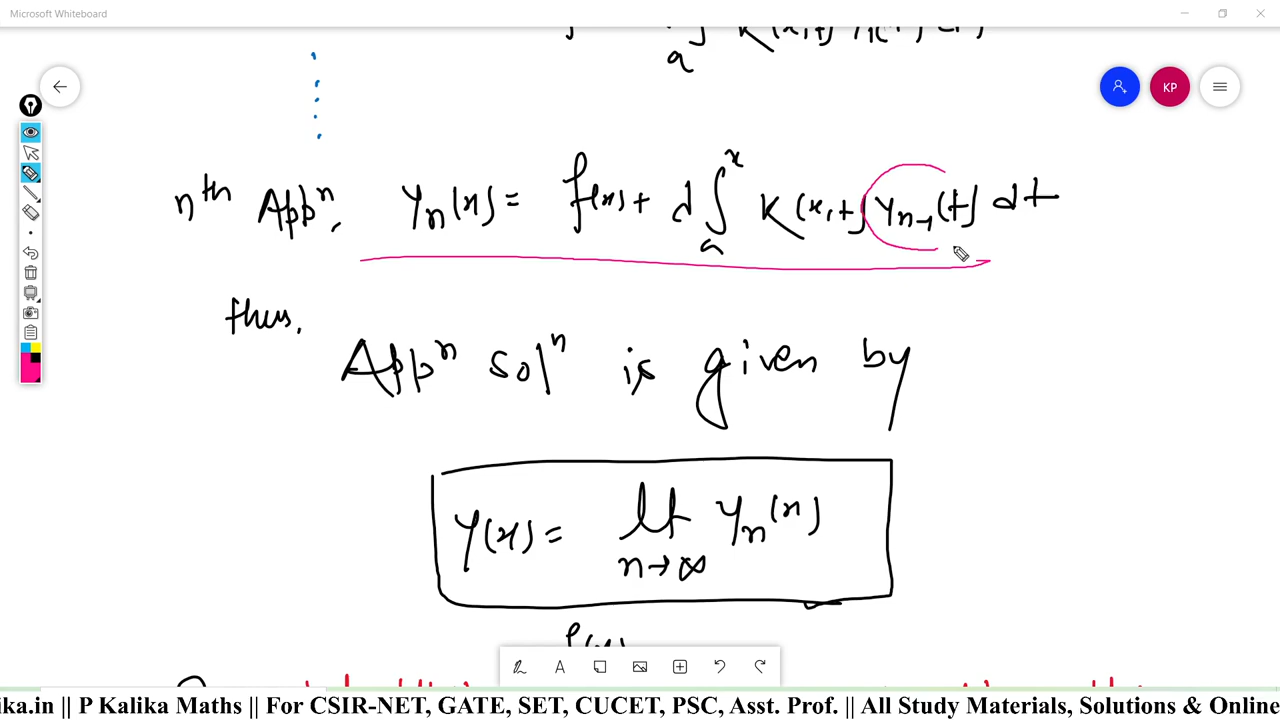 Microsoft Whiteboard
KP
nth Appn, Yn(x) = f(x) + λ ∫ₐˣ K(x,t) Yn-1(t) dt
thus,
Appn soln is given by
Y(x) = lt n→∞ Yn(x)
ika.in || P Kalika Maths || For CSIR-NET, GATE, SET, CUCET, PSC, Asst. Prof. || All Study Materials, Solutions & Online